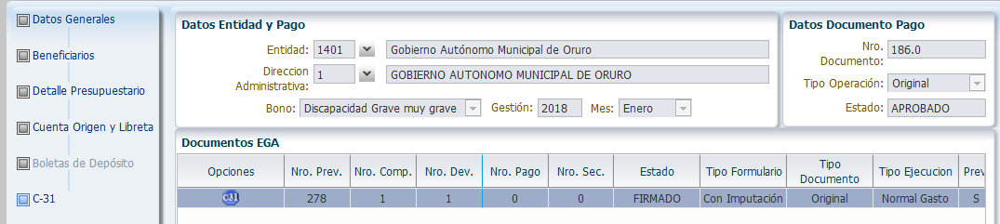 Datos Generales
Beneficiarios
Detalle Presupuestario
Cuenta Origen y Libreta
Boletas de Depósito
C-31
Datos Entidad y Pago
Entidad: 1401 Gobierno Autónomo Municipal de Oruro
Direccion
Administrativa: 1 GOBIERNO AUTONOMO MUNICIPAL DE ORURO
Bono: Discapacidad Grave muy grave Gestión: 2018 Mes: Enero
Datos Documento Pago
Nro.
Documento: 186.0
Tipo Operación: Original
Estado: APROBADO
Documentos EGA
Opciones Nro. Prev. Nro. Comp. Nro. Dev. Nro. Pago Nro. Sec. Estado Tipo Formulario Tipo Documento Tipo Ejecucion Prev
C31 278 1 1 0 0 FIRMADO Con Imputación Original Normal Gasto S